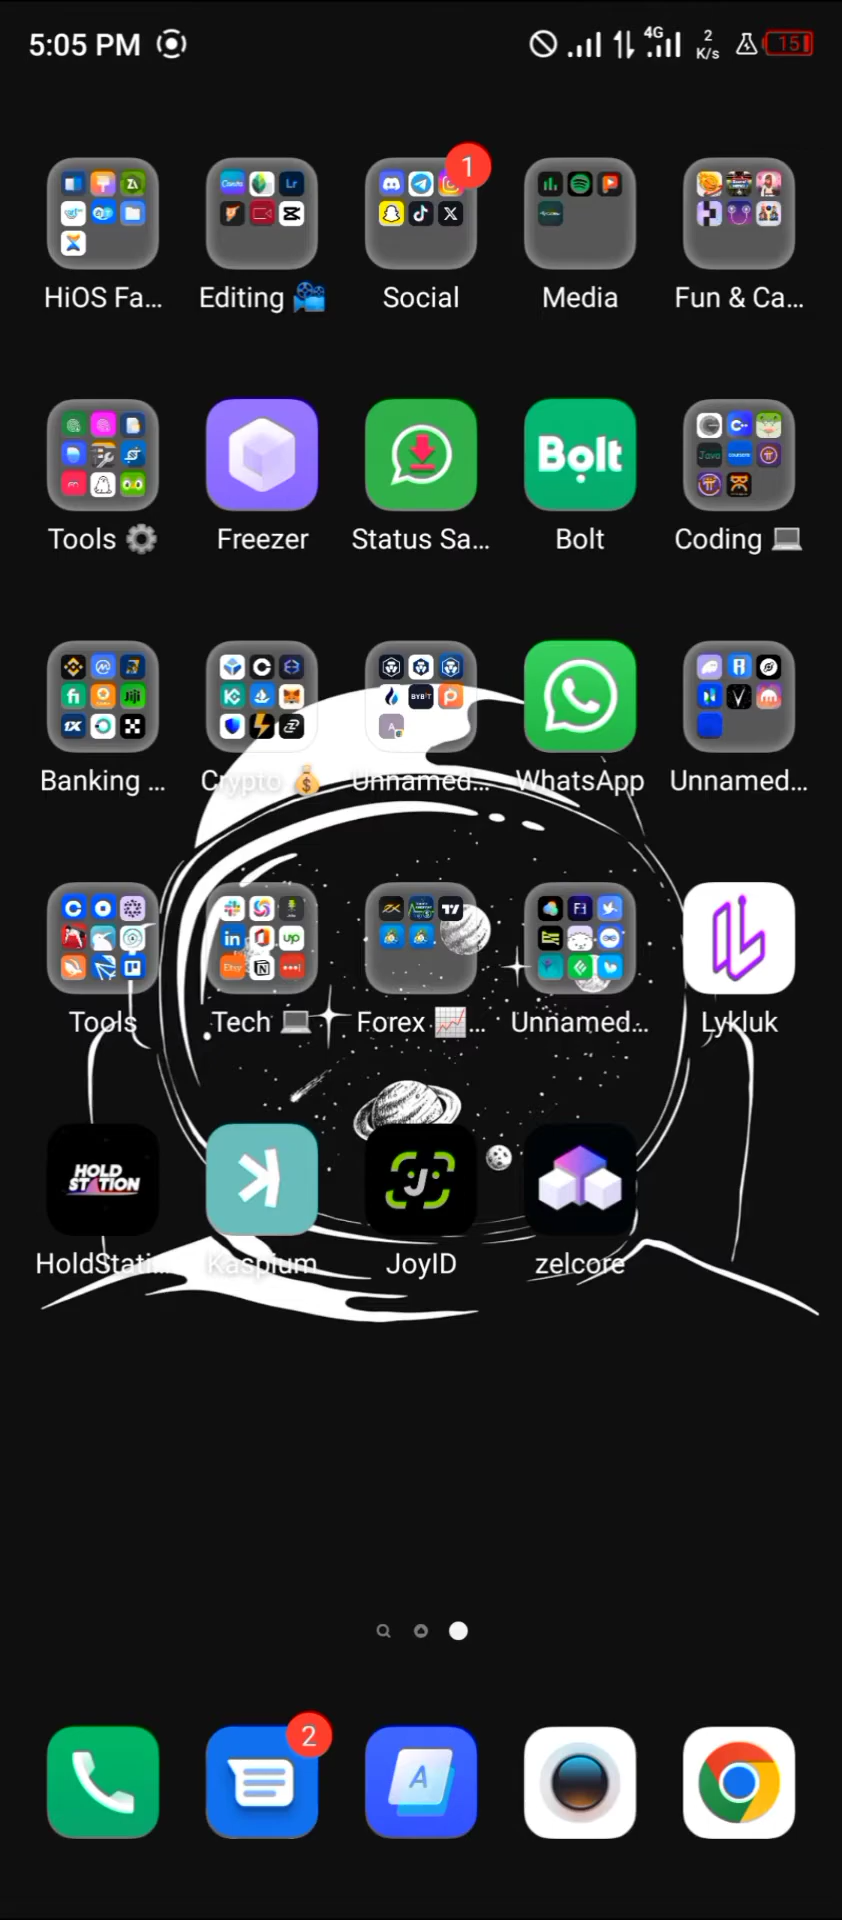 5:05 PM
4G
2
K/s
15
1
HiOS Fa...
Editing
Social
Media
Fun & Ca...
Bolt
Tools
Freezer
Status Sa...
Bolt
Coding
Banking ...
Crypto
Unnamed...
WhatsApp
Unnamed...
Tools
Tech
Forex ...
Unnamed...
Lykluk
HOLD
STATION
J
HoldStati...
Kaspium
JoyID
zelcore
2
A